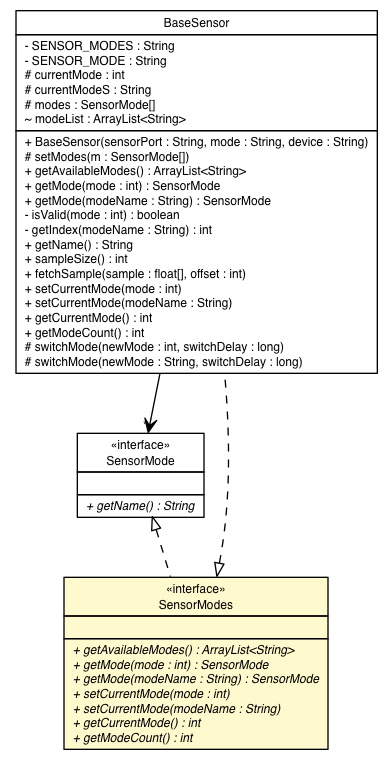 BaseSensor
- SENSOR_MODES : String
- SENSOR_MODE : String
# currentMode : int
# currentModeS : String
# modes : SensorMode[]
~ modeList : ArrayList<String>
+ BaseSensor(sensorPort : String, mode : String, device : String)
# setModes(m : SensorMode[])
+ getAvailableModes() : ArrayList<String>
+ getMode(mode : int) : SensorMode
+ getMode(modeName : String) : SensorMode
- isValid(mode : int) : boolean
- getIndex(modeName : String) : int
+ getName() : String
+ sampleSize() : int
+ fetchSample(sample : float[], offset : int)
+ setCurrentMode(mode : int)
+ setCurrentMode(modeName : String)
+ getCurrentMode() : int
+ getModeCount() : int
# switchMode(newMode : int, switchDelay : long)
# switchMode(newMode : String, switchDelay : long)
«interface»
SensorMode
+ getName() : String
«interface»
SensorModes
+ getAvailableModes() : ArrayList<String>
+ getMode(mode : int) : SensorMode
+ getMode(modeName : String) : SensorMode
+ setCurrentMode(mode : int)
+ setCurrentMode(modeName : String)
+ getCurrentMode() : int
+ getModeCount() : int